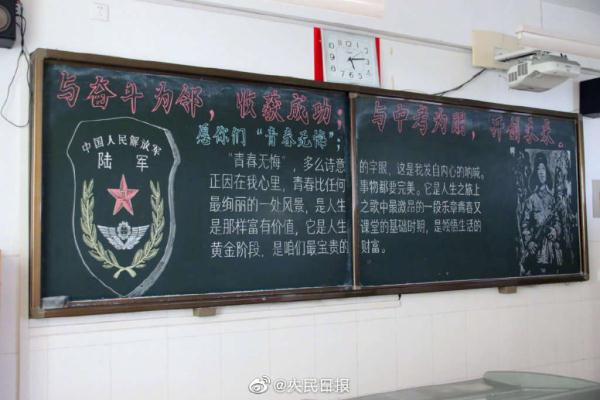 与奋斗为邻，收获成功；
与中考为朋，开创未来。
愿你们“青春无悔”；
中国人民解放军
陆军
“青春无悔”，多么诗意的字眼，这是我发自内心的呐喊。
正因在我心里，青春比任何事物都要完美。它是人生之旅上
最绚丽的一处风景，是人生之歌中最激昂的一段乐章青春又
是那样富有价值，它是人生课堂的基础时期，是领悟生活的
黄金阶段，是咱们最宝贵的财富。
@人民日报